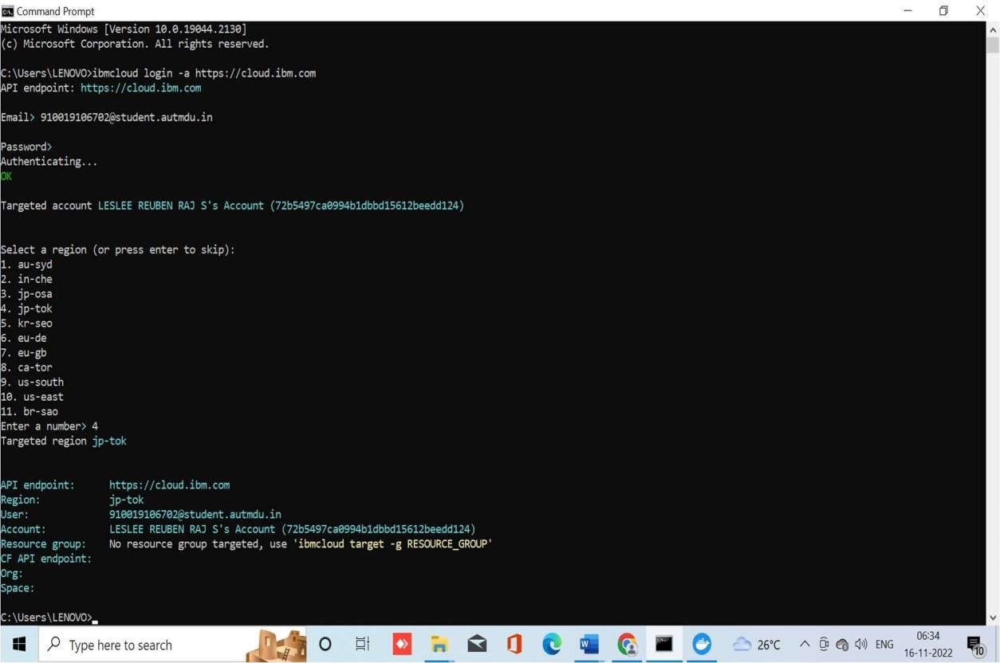 Command Prompt
Microsoft Windows [Version 10.0.19044.2130]
(c) Microsoft Corporation. All rights reserved.
C:\Users\LENOVO>ibmcloud login -a https://cloud.ibm.com
API endpoint: https://cloud.ibm.com
Email> 910019106702@student.autmdu.in
Password>
Authenticating...
OK
Targeted account LESLEE REUBEN RAJ S's Account (72b5497ca0994b1dbbd15612beedd124)
Select a region (or press enter to skip):
1. au-syd
2. in-che
3. jp-osa
4. jp-tok
5. kr-seo
6. eu-de
7. eu-gb
8. ca-tor
9. us-south
10. us-east
11. br-sao
Enter a number> 4
Targeted region jp-tok
API endpoint: https://cloud.ibm.com
Region: jp-tok
User: 910019106702@student.autmdu.in
Account: LESLEE REUBEN RAJ S's Account (72b5497ca0994b1dbbd15612beedd124)
Resource group: No resource group targeted, use 'ibmcloud target -g RESOURCE_GROUP'
CF API endpoint:
Org:
Space:
C:\Users\LENOVO>_
Type here to search
26°C
ENG
06:34
16-11-2022
10